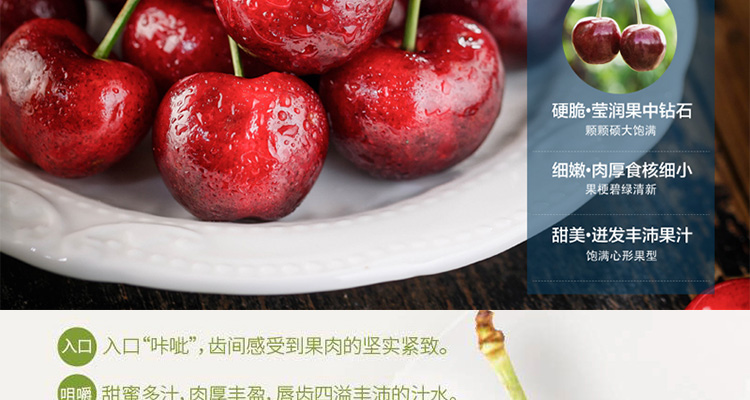 硬脆·莹润果中钻石
颗颗硕大饱满
细嫩·肉厚食核细小
果梗碧绿清新
甜美·迸发丰沛果汁
饱满心形果型
入口 入口“咔呲”，齿间感受到果肉的坚实紧致。
咀嚼 甜蜜多汁，肉厚丰盈，唇齿四溢丰沛的汁水。